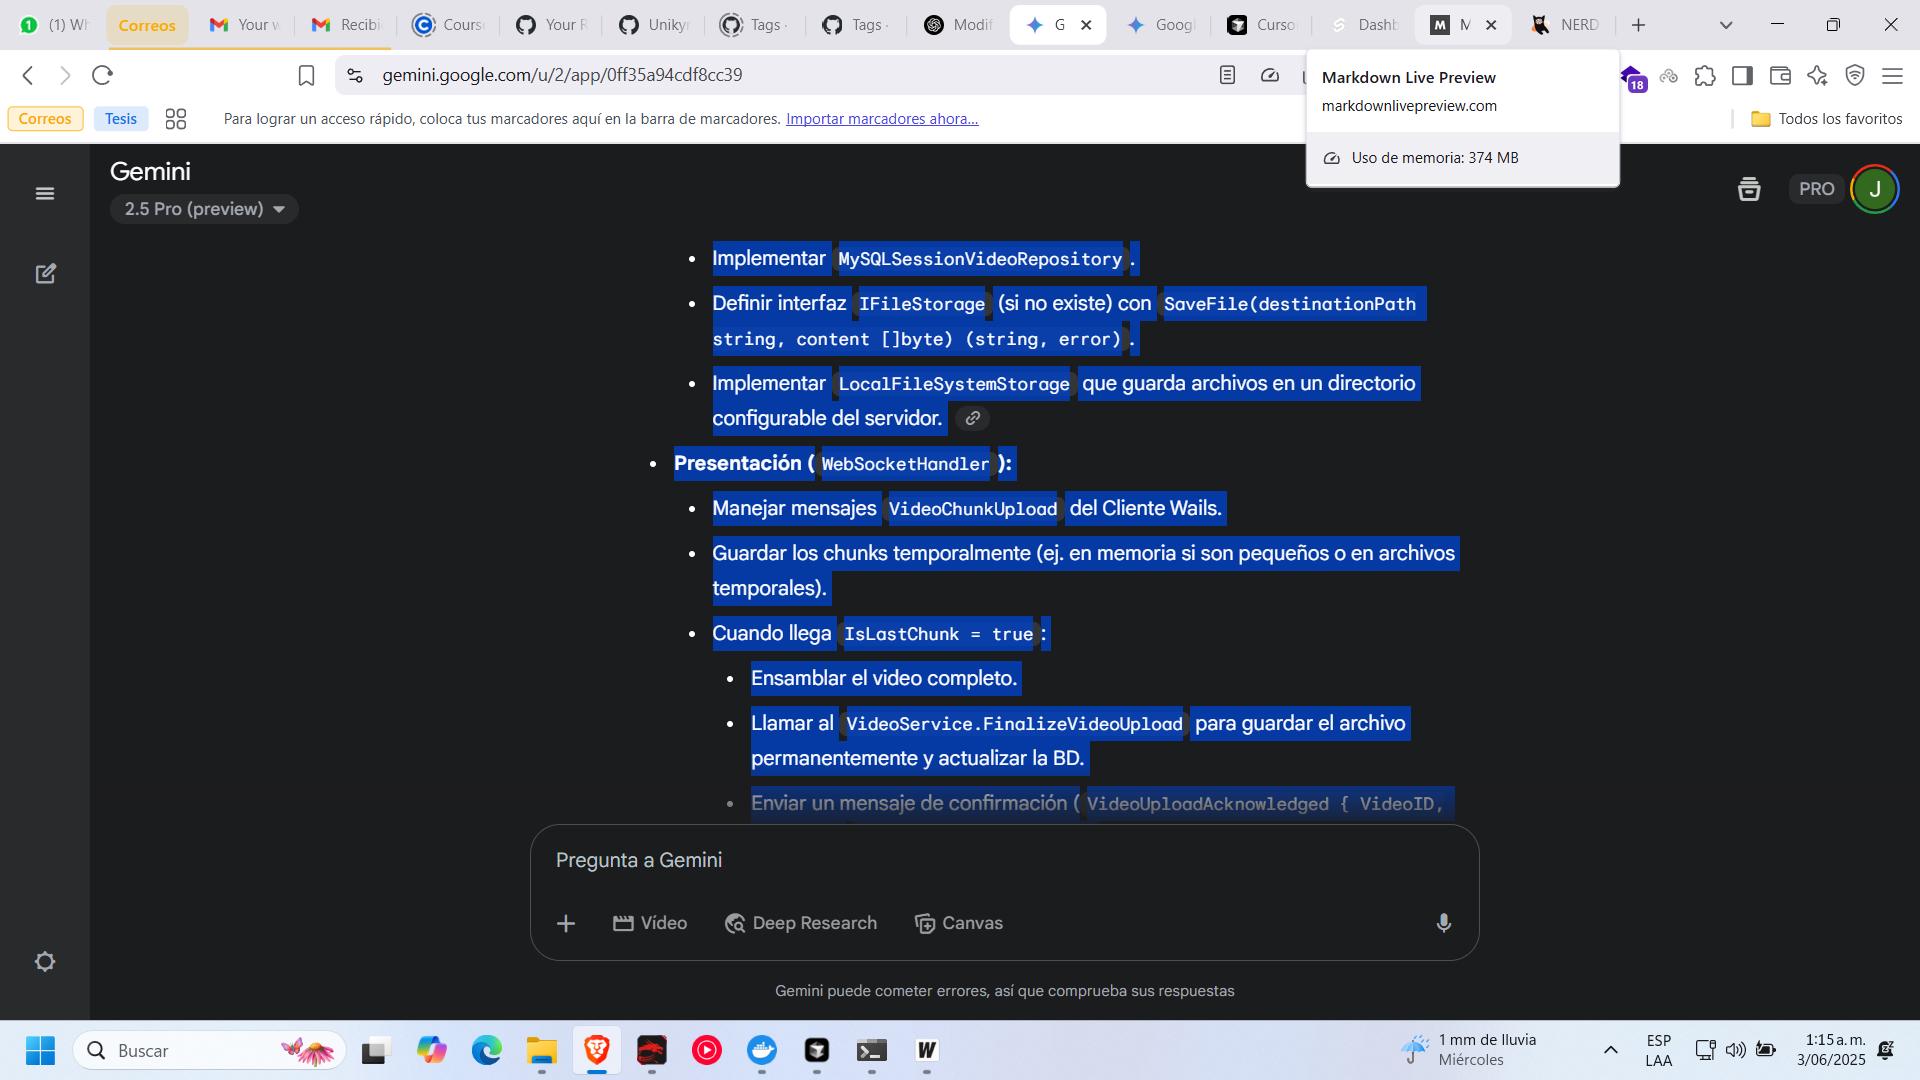 (1) Wh
Correos
Your w
Recibi
Cours
Your R
Unikyr
Tags ·
Tags ·
Modif
G
Googl
Curso
Dashb
M
NERD
gemini.google.com/u/2/app/0ff35a94cdf8cc39
18
Markdown Live Preview
markdownlivepreview.com
Uso de memoria: 374 MB
Correos
Tesis
Para lograr un acceso rápido, coloca tus marcadores aquí en la barra de marcadores. Importar marcadores ahora...
Todos los favoritos
Gemini
2.5 Pro (preview)
PRO
J
• Implementar MySQLSessionVideoRepository .
• Definir interfaz IFileStorage (si no existe) con SaveFile(destinationPath
string, content []byte) (string, error) .
• Implementar LocalFileSystemStorage que guarda archivos en un directorio
configurable del servidor.
• Presentación ( WebSocketHandler ):
• Manejar mensajes VideoChunkUpload del Cliente Wails.
• Guardar los chunks temporalmente (ej. en memoria si son pequeños o en archivos
temporales).
• Cuando llega IsLastChunk = true :
• Ensamblar el video completo.
• Llamar al VideoService.FinalizeVideoUpload para guardar el archivo
permanentemente y actualizar la BD.
• Enviar un mensaje de confirmación ( VideoUploadAcknowledged { VideoID,
Pregunta a Gemini
Vídeo
Deep Research
Canvas
Gemini puede cometer errores, así que comprueba sus respuestas
Buscar
W
1 mm de lluvia
Miércoles
ESP
LAA
1:15 a. m.
3/06/2025